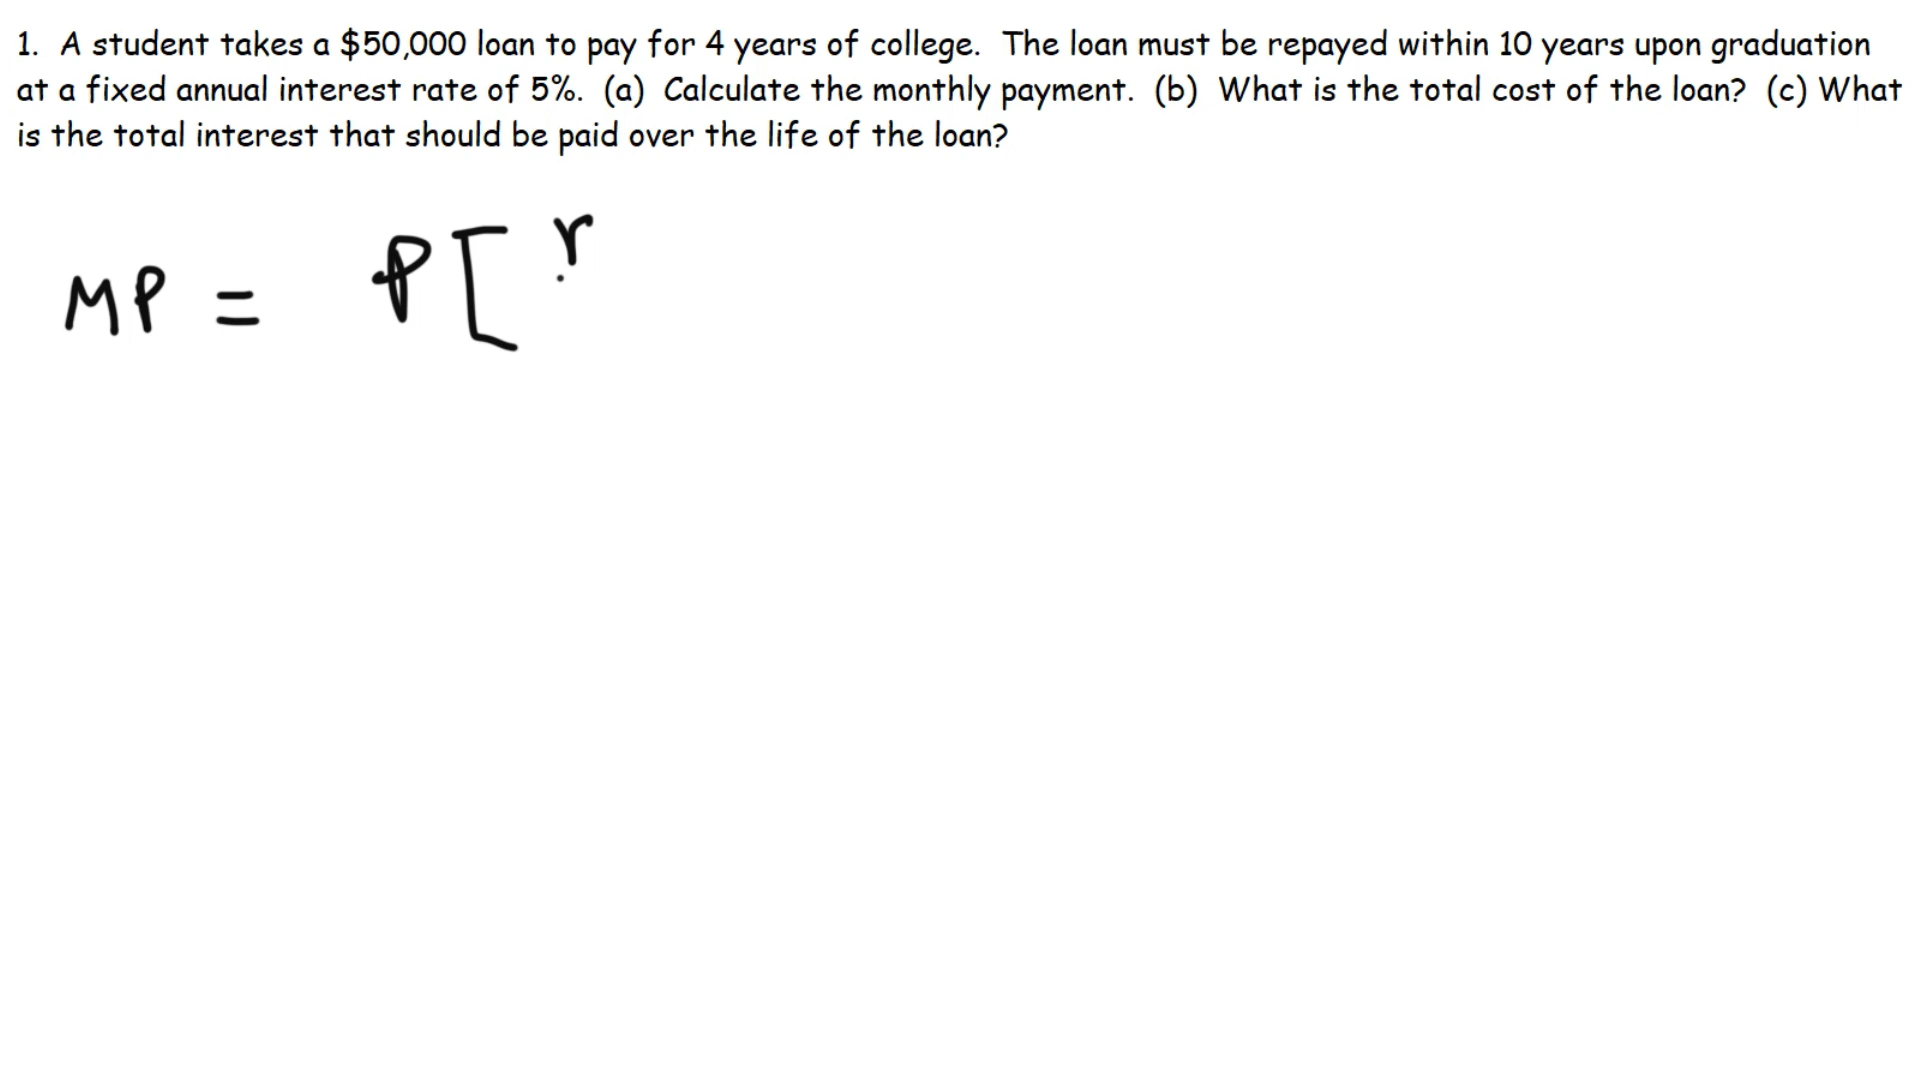 1. A student takes a $50,000 loan to pay for 4 years of college. The loan must be repayed within 10 years upon graduation
at a fixed annual interest rate of 5%. (a) Calculate the monthly payment. (b) What is the total cost of the loan? (c) What
is the total interest that should be paid over the life of the loan?
MP = P[ r